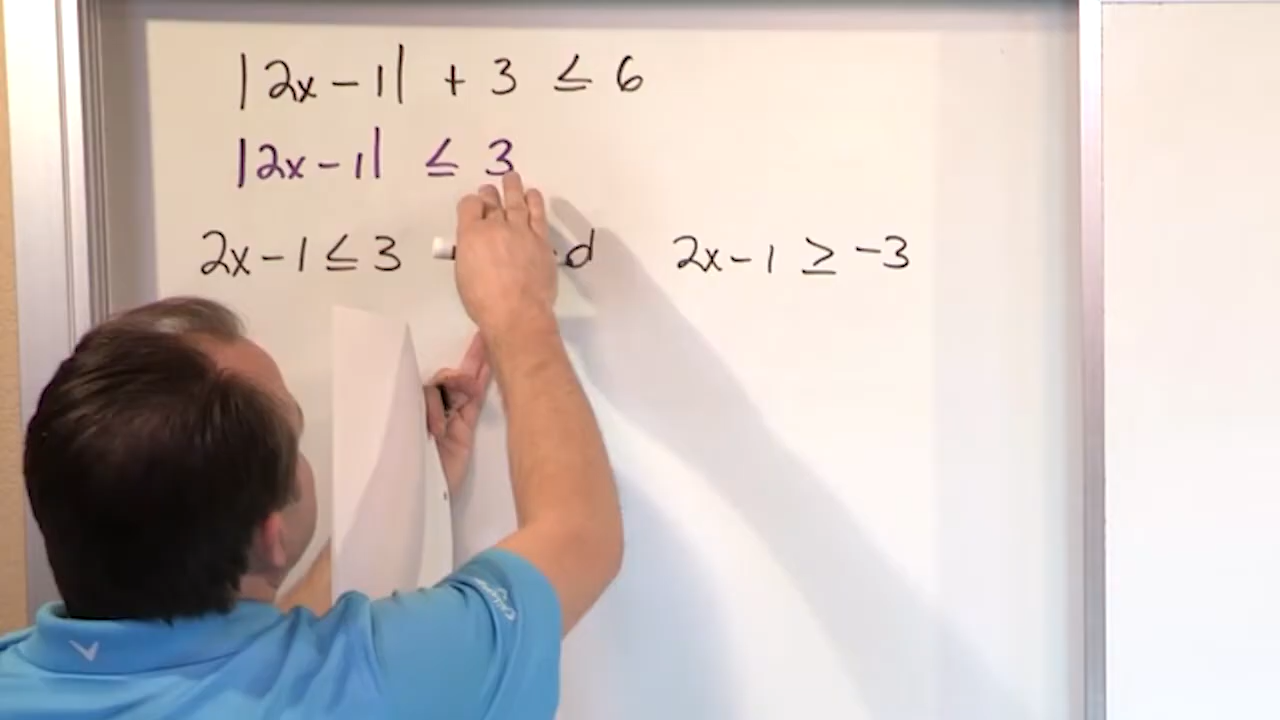 |2x - 1| + 3 ≤ 6
|2x - 1| ≤ 3
2x - 1 ≤ 3 2x - 1 ≥ -3